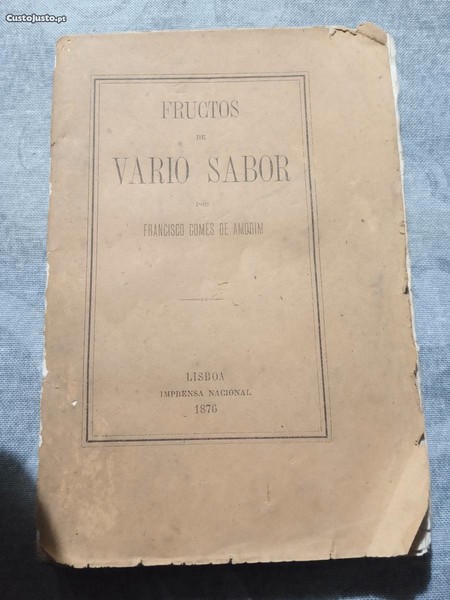 CustoJusto.pt
FRUCTOS
DE
VARIO SABOR
POR
FRANCISCO GOMES DE AMORIM
LISBOA
IMPRENSA NACIONAL
1876